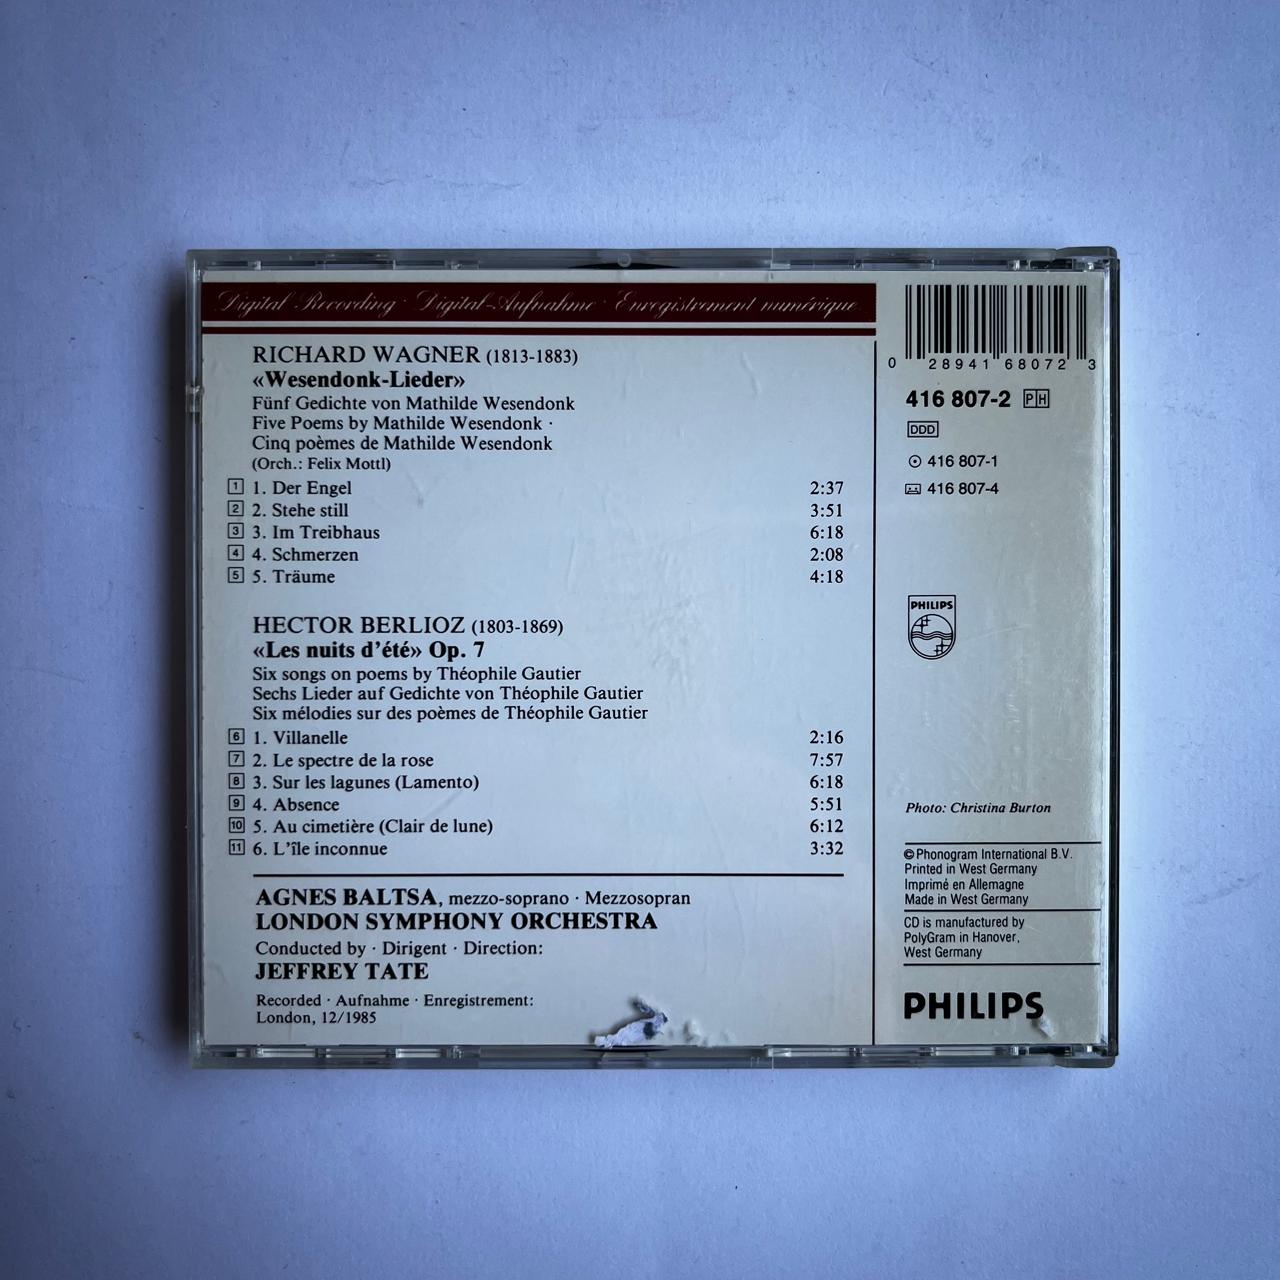 Digital Recording · Digital-Aufnahme · Enregistrement numérique
RICHARD WAGNER (1813-1883)
«Wesendonk-Lieder»
Fünf Gedichte von Mathilde Wesendonk
Five Poems by Mathilde Wesendonk ·
Cinq poèmes de Mathilde Wesendonk
(Orch.: Felix Mottl)
1 1. Der Engel 2:37
2 2. Stehe still 3:51
3 3. Im Treibhaus 6:18
4 4. Schmerzen 2:08
5 5. Träume 4:18
HECTOR BERLIOZ (1803-1869)
«Les nuits d'été» Op. 7
Six songs on poems by Théophile Gautier
Sechs Lieder auf Gedichte von Théophile Gautier
Six mélodies sur des poèmes de Théophile Gautier
6 1. Villanelle 2:16
7 2. Le spectre de la rose 7:57
8 3. Sur les lagunes (Lamento) 6:18
9 4. Absence 5:51
10 5. Au cimetière (Clair de lune) 6:12
11 6. L'île inconnue 3:32
AGNES BALTSA, mezzo-soprano · Mezzosopran
LONDON SYMPHONY ORCHESTRA
Conducted by · Dirigent · Direction:
JEFFREY TATE
Recorded · Aufnahme · Enregistrement:
London, 12/1985
0 28941 68072 3
416 807-2 PH
DDD
416 807-1
416 807-4
PHILIPS
Photo: Christina Burton
© Phonogram International B.V.
Printed in West Germany
Imprimé en Allemagne
Made in West Germany
CD is manufactured by
PolyGram in Hanover,
West Germany
PHILIPS